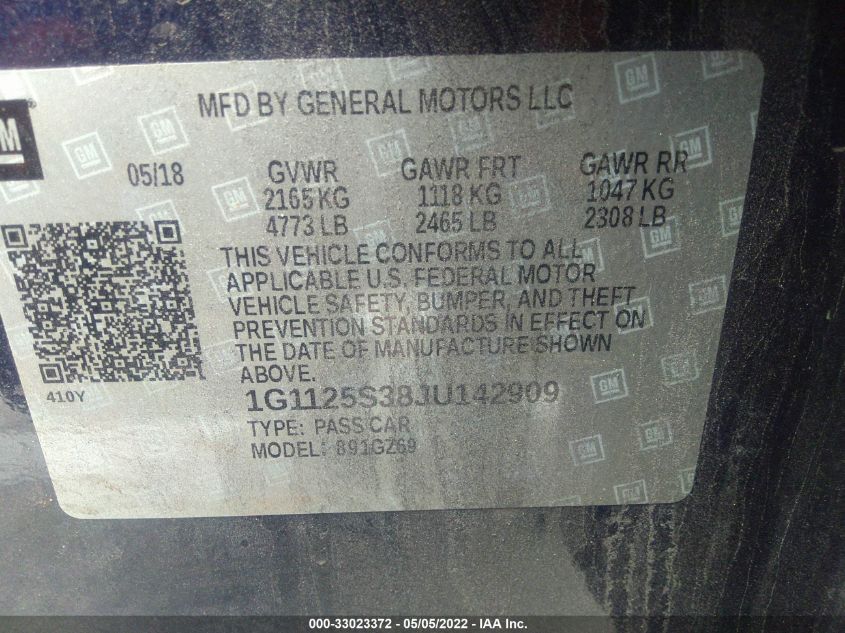 MFD BY GENERAL MOTORS LLC
GM
05/18 GVWR GAWR FRT GAWR RR
2165 KG 1118 KG 1047 KG
4773 LB 2465 LB 2308 LB
THIS VEHICLE CONFORMS TO ALL
APPLICABLE U.S. FEDERAL MOTOR
VEHICLE SAFETY, BUMPER, AND THEFT
PREVENTION STANDARDS IN EFFECT ON
THE DATE OF MANUFACTURE SHOWN
ABOVE.
410Y
1G1125S38JU142909
TYPE: PASS CAR
MODEL: 891GZ69
000-33023372 - 05/05/2022 - IAA Inc.